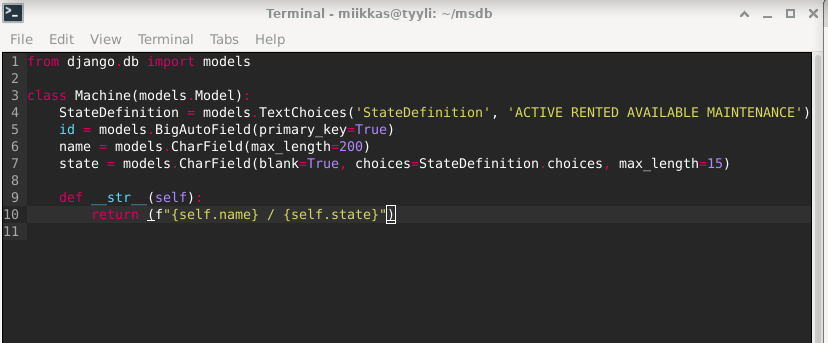 Terminal - miikkas@tyyli: ~/msdb
File Edit View Terminal Tabs Help
1 from django.db import models
2
3 class Machine(models.Model):
4     StateDefinition = models.TextChoices('StateDefinition', 'ACTIVE RENTED AVAILABLE MAINTENANCE')
5     id = models.BigAutoField(primary_key=True)
6     name = models.CharField(max_length=200)
7     state = models.CharField(blank=True, choices=StateDefinition.choices, max_length=15)
8
9     def __str__(self):
10         return (f"{self.name} / {self.state}")
11